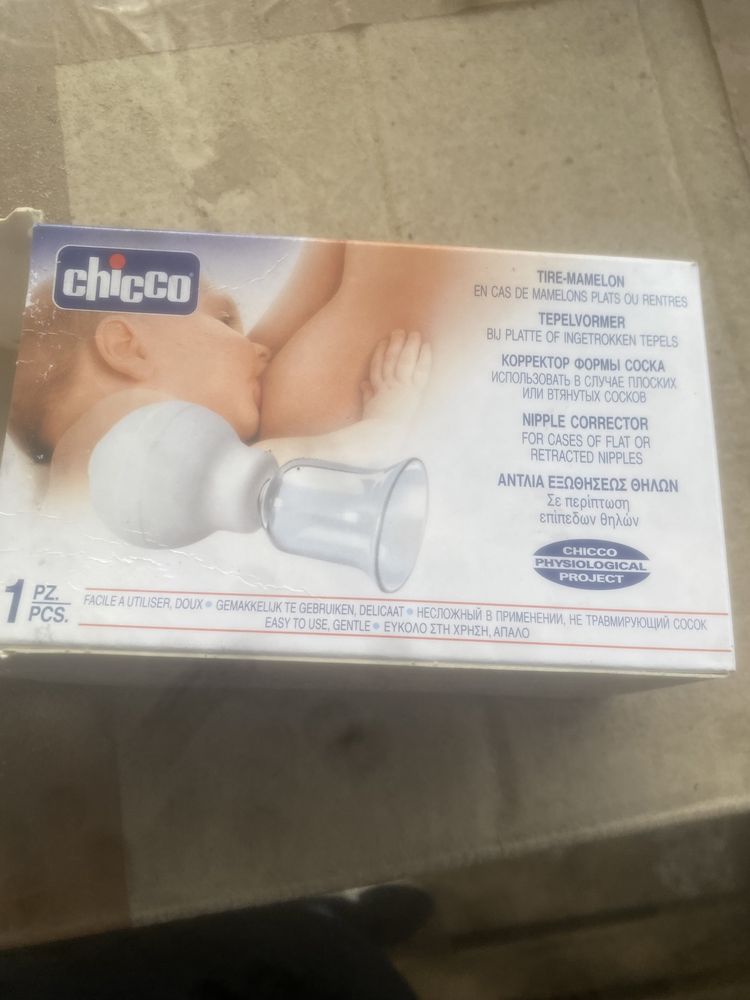 chicco
TIRE-MAMELON
EN CAS DE MAMELONS PLATS OU RENTRES
TEPELVORMER
BIJ PLATTE OF INGETROKKEN TEPELS
КОРРЕКТОР ФОРМЫ СОСКА
ИСПОЛЬЗОВАТЬ В СЛУЧАЕ ПЛОСКИХ
ИЛИ ВТЯНУТЫХ СОСКОВ
NIPPLE CORRECTOR
FOR CASES OF FLAT OR
RETRACTED NIPPLES
ΑΝΤΛΙΑ ΕΞΩΘΗΣΕΩΣ ΘΗΛΩΝ
Σε περίπτωση
επίπεδων θηλών
CHICCO
PHYSIOLOGICAL
PROJECT
1 PZ.
PCS.
FACILE A UTILISER, DOUX • GEMAKKELIJK TE GEBRUIKEN, DELICAAT • НЕСЛОЖНЫЙ В ПРИМЕНЕНИИ, НЕ ТРАВМИРУЮЩИЙ СОСОК
EASY TO USE, GENTLE • ΕΥΚΟΛΟ ΣΤΗ ΧΡΗΣΗ, ΑΠΑΛΟ